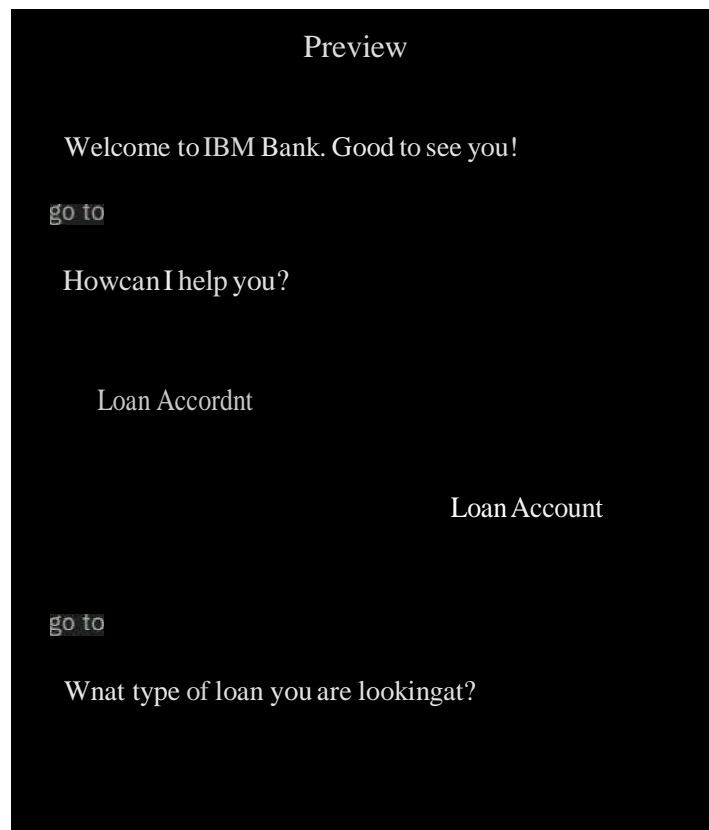 Preview
Welcome to IBM Bank. Good to see you!
go to
Howcan I help you?
Loan Accordnt
Loan Account
go to
Wnat type of loan you are lookingat?